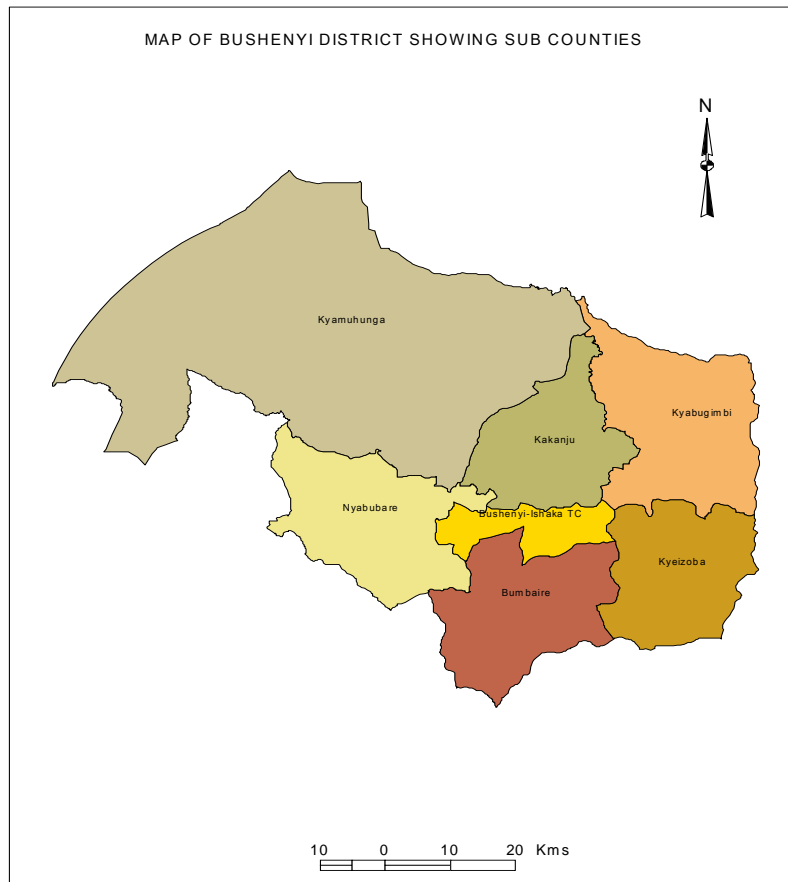 MAP OF BUSHENYI DISTRICT SHOWING SUB COUNTIES
N
Kyamuhunga
Kyabugimbi
Kakanju
Nyabubare
Bushenyi-Ishaka TC
Kyeizoba
Bumbaire
10 0 10 20 Kms